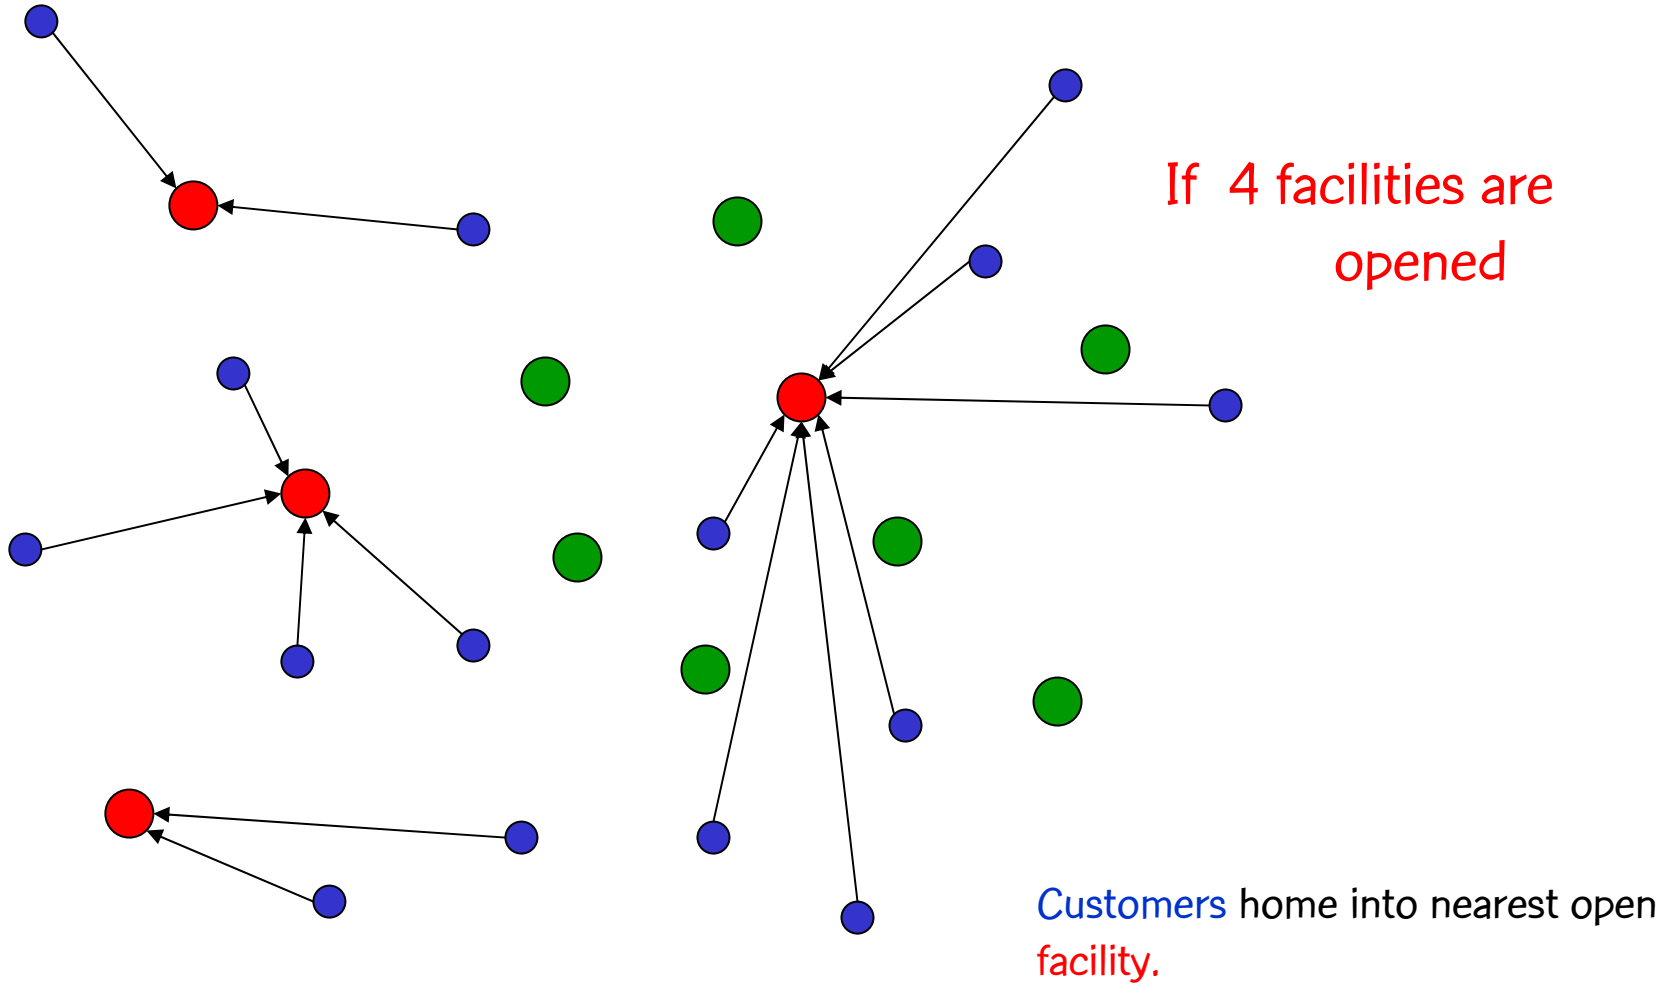 If 4 facilities are
opened
Customers home into nearest open
facility.